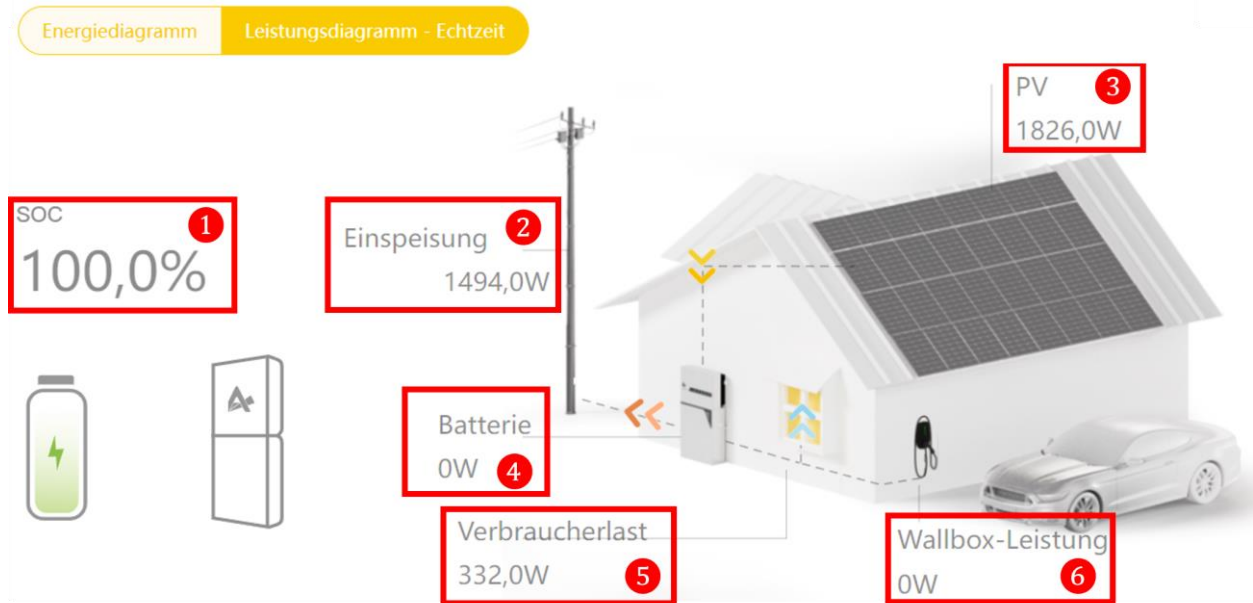 Energiediagramm
Leistungsdiagramm - Echtzeit
PV
3
1826,0W
SOC
1
100,0%
Einspeisung
2
1494,0W
Batterie
0W
4
Verbraucherlast
332,0W
5
Wallbox-Leistung
0W
6